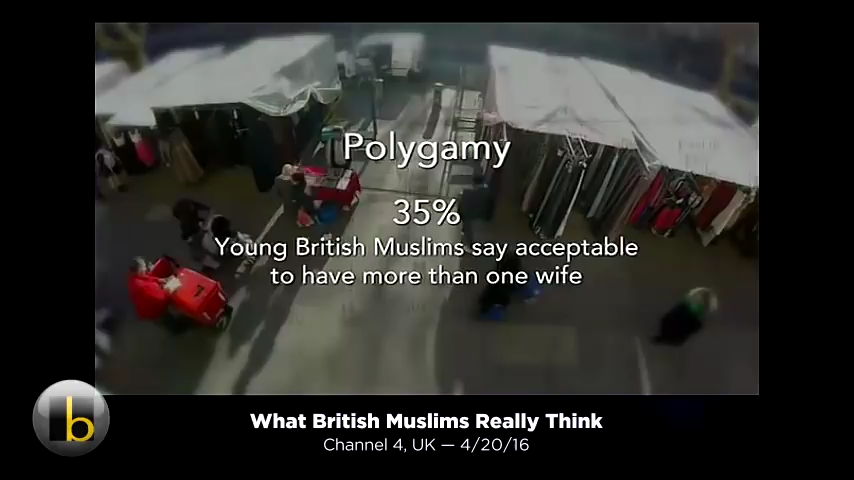 Polygamy
35%
Young British Muslims say acceptable
to have more than one wife
b
What British Muslims Really Think
Channel 4, UK — 4/20/16